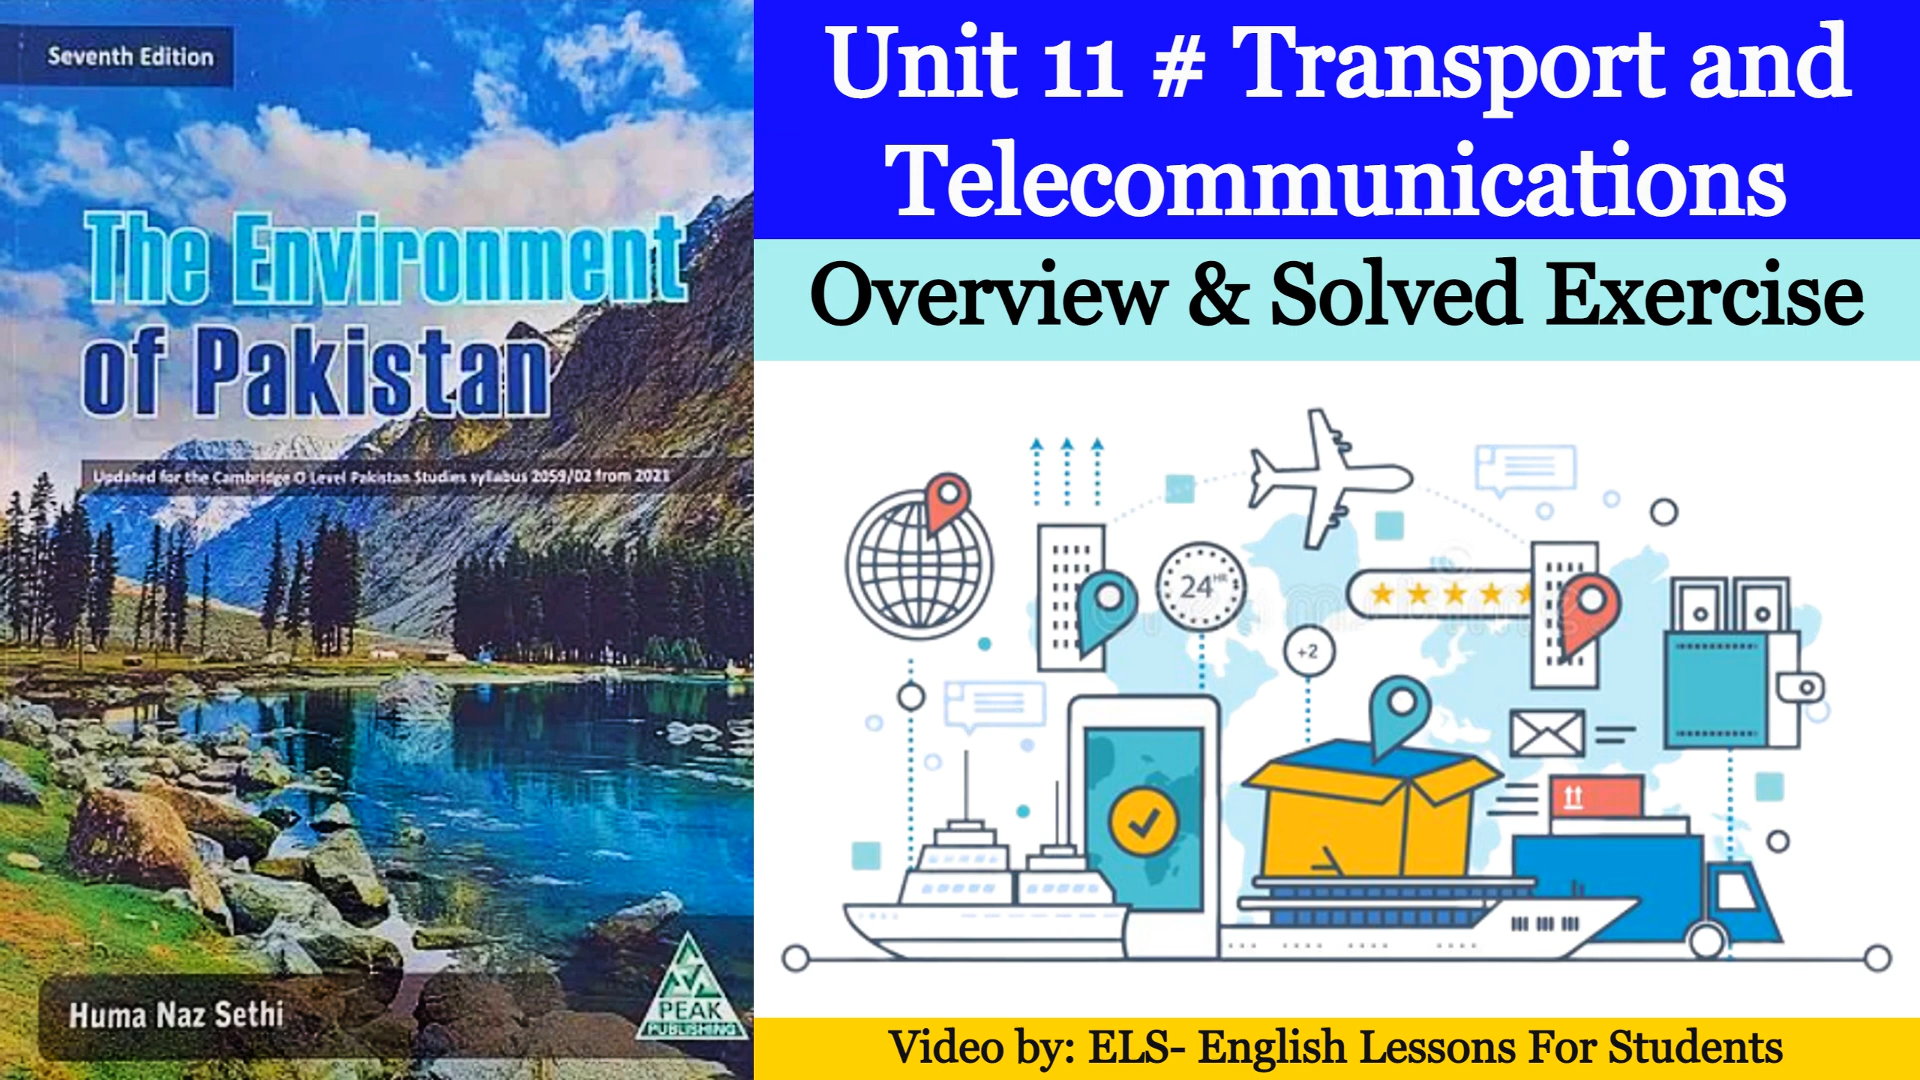 Seventh Edition
The Environment
of Pakistan
Updated for the Cambridge O Level Pakistan Studies syllabus 2059/02 from 2021
Huma Naz Sethi
PEAK
PUBLISHING
Unit 11 # Transport and
Telecommunications
Overview & Solved Exercise
24 HR
+2
Video by: ELS- English Lessons For Students